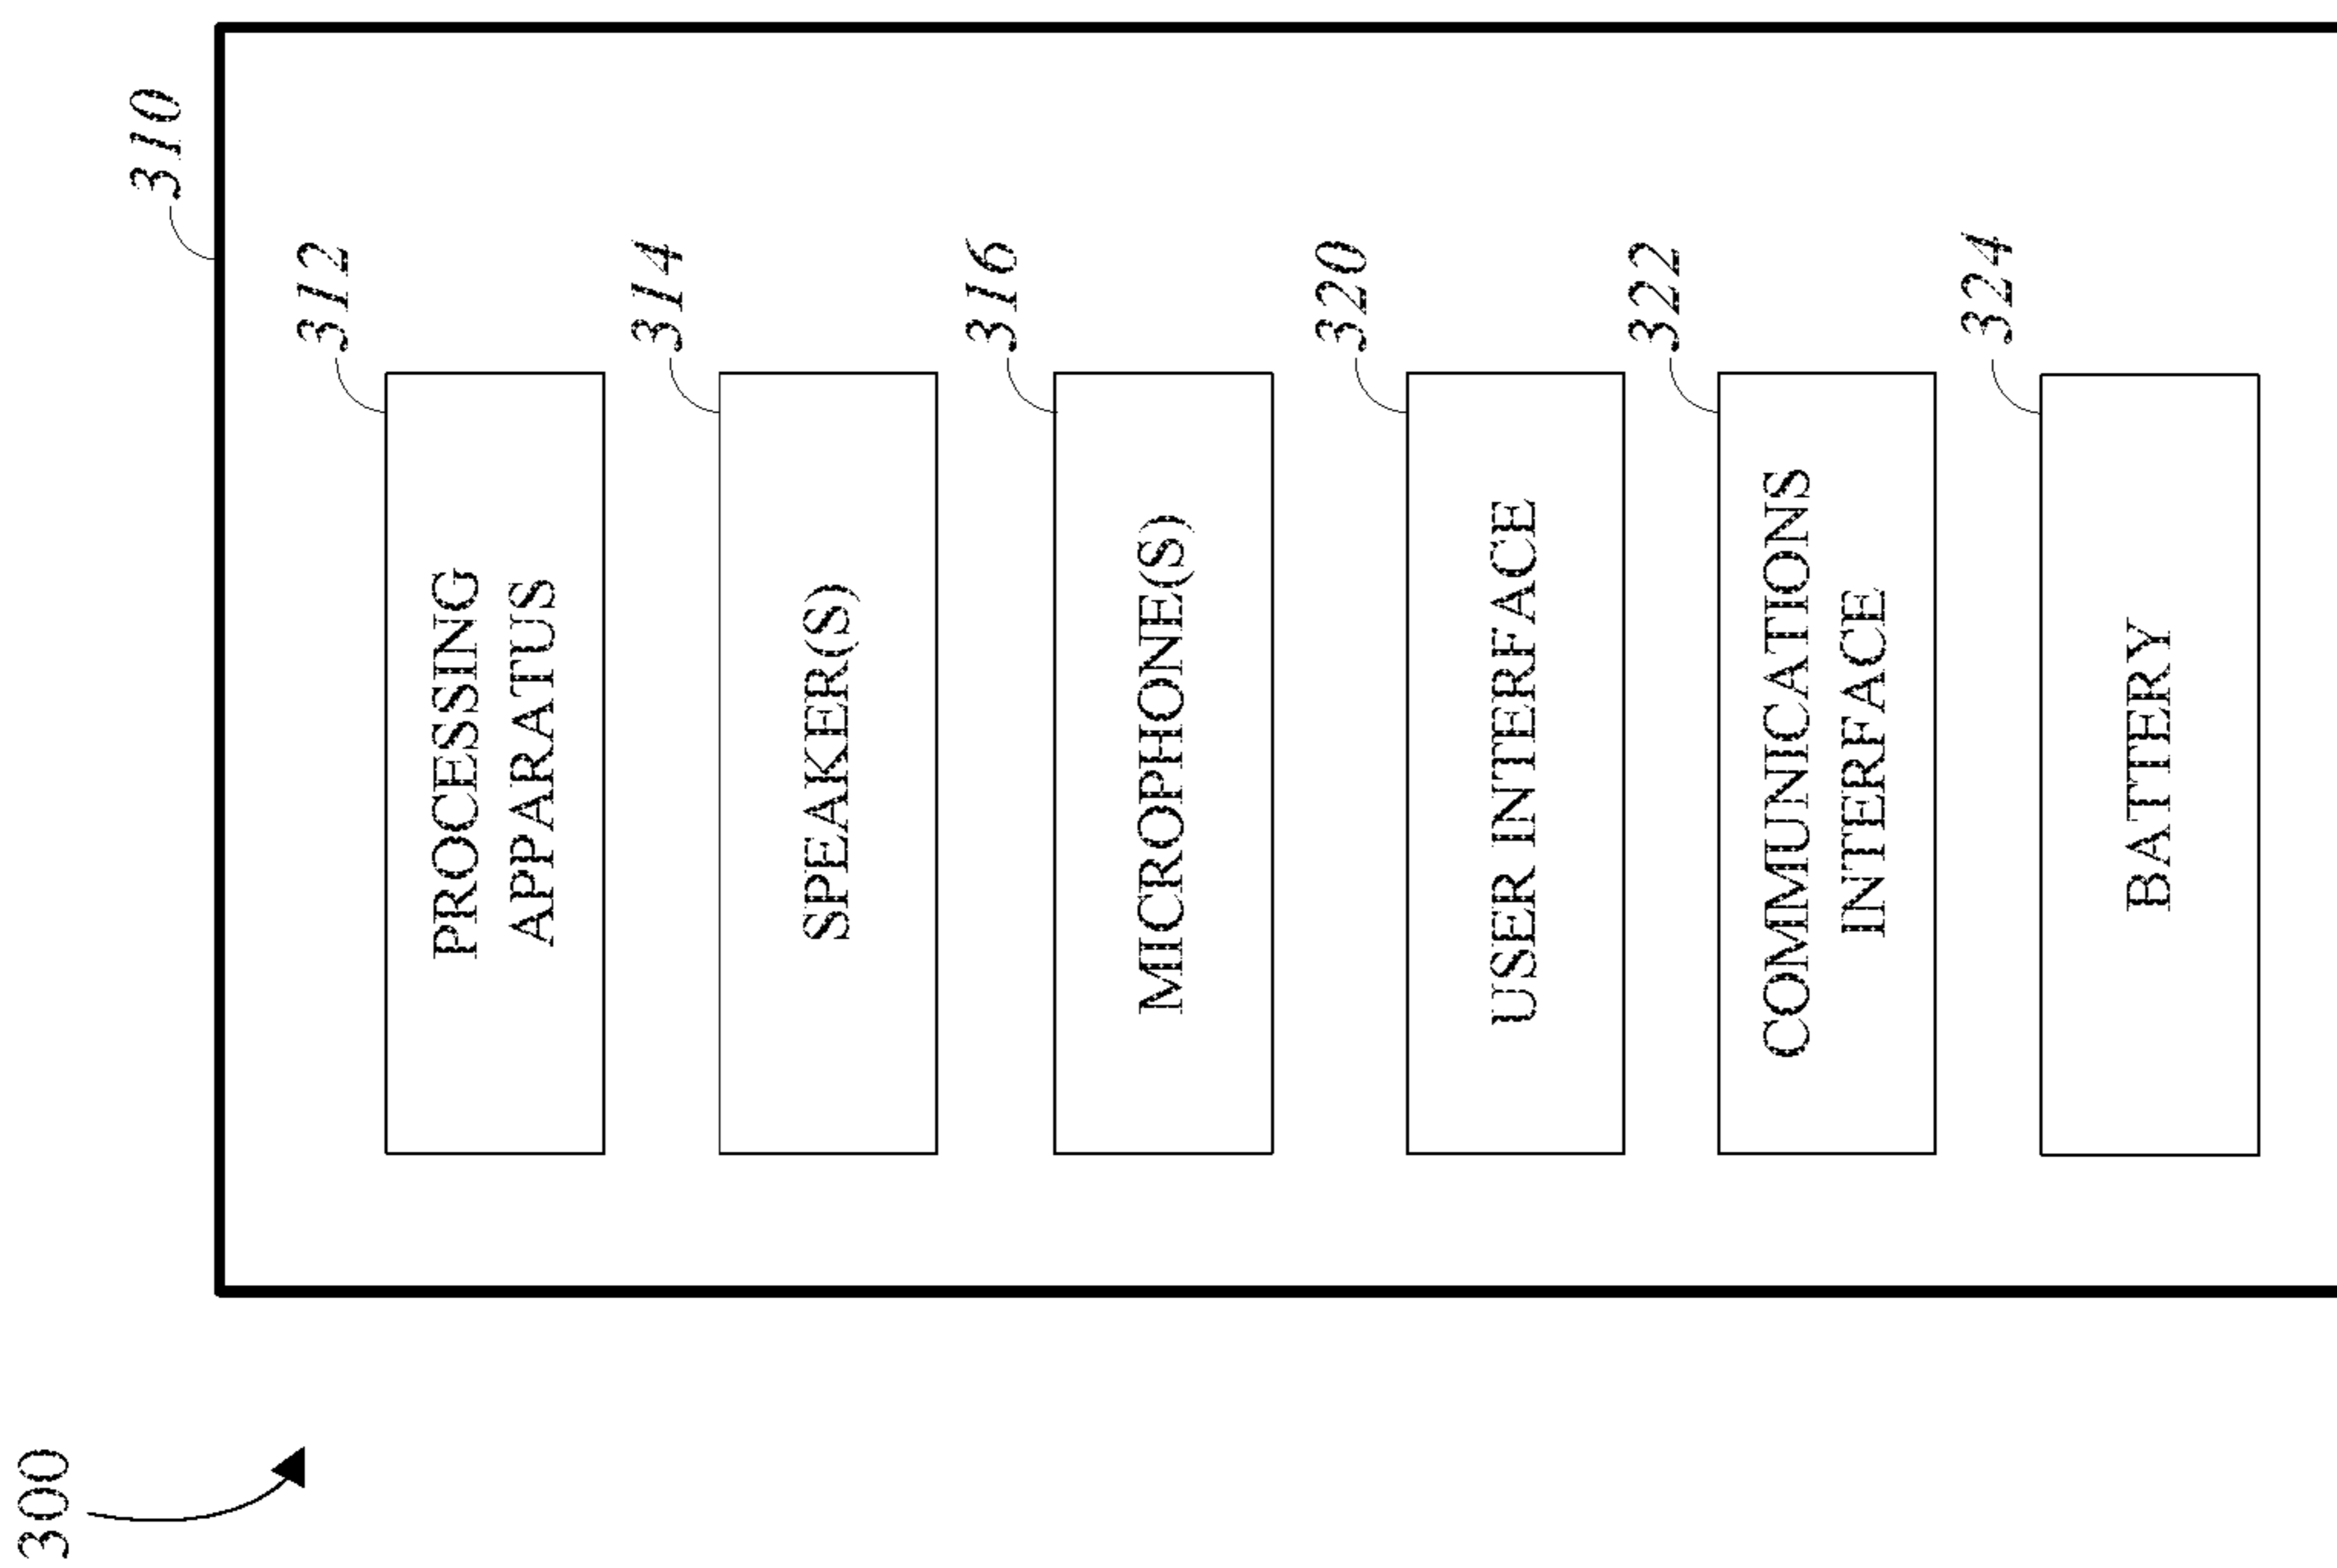 300
310
312
PROCESSING
APPARATUS
314
SPEAKER(S)
316
MICROPHONE(S)
320
USER INTERFACE
322
COMMUNICATIONS
INTERFACE
324
BATTERY